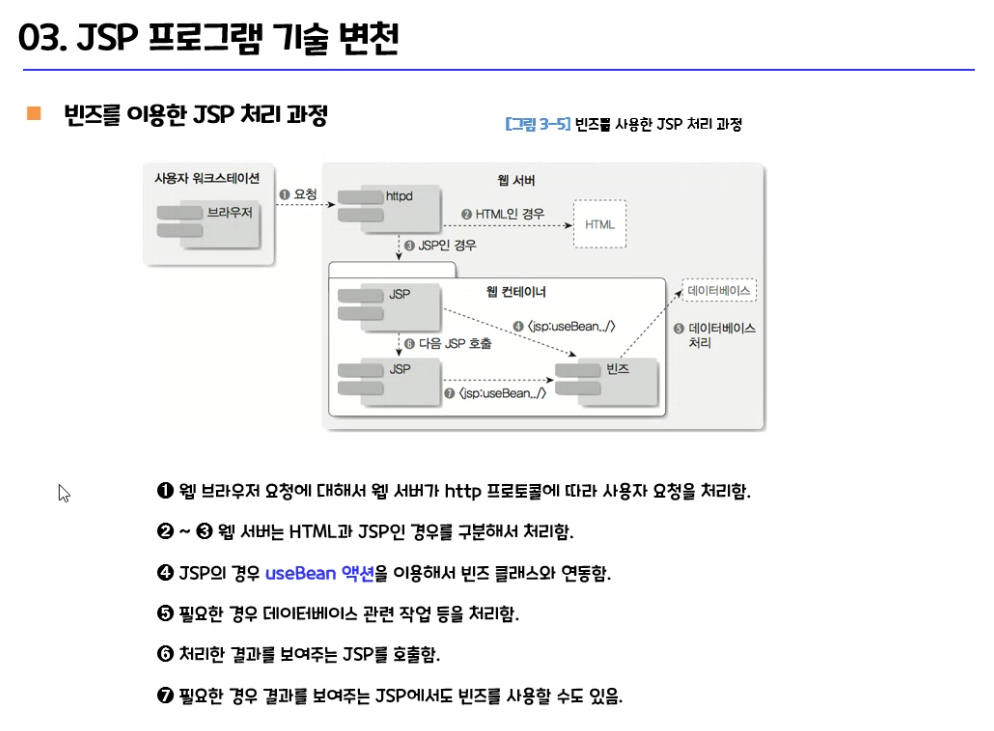 03. JSP 프로그램 기술 변천
빈즈를 이용한 JSP 처리 과정
[그림 3-5] 빈즈를 사용한 JSP 처리 과정
사용자 워크스테이션
브라우저
❶ 요청
웹 서버
httpd
❷ HTML인 경우
HTML
❸ JSP인 경우
웹 컨테이너
JSP
데이터베이스
❹ <jsp:useBean../>
❺ 데이터베이스
처리
❻ 다음 JSP 호출
JSP
빈즈
❼ <jsp:useBean../>
❶ 웹 브라우저 요청에 대해서 웹 서버가 http 프로토콜에 따라 사용자 요청을 처리함.
❷ ~ ❸ 웹 서버는 HTML과 JSP인 경우를 구분해서 처리함.
❹ JSP의 경우 useBean 액션을 이용해서 빈즈 클래스와 연동함.
❺ 필요한 경우 데이터베이스 관련 작업 등을 처리함.
❻ 처리한 결과를 보여주는 JSP를 호출함.
❼ 필요한 경우 결과를 보여주는 JSP에서도 빈즈를 사용할 수도 있음.